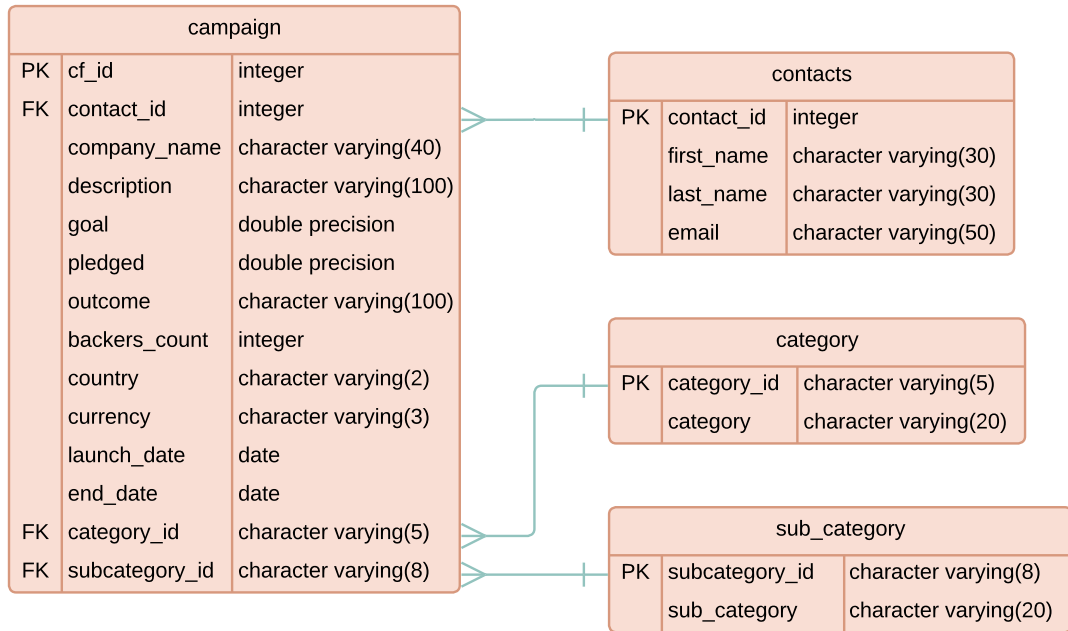 campaign
PK cf_id integer
FK contact_id integer
company_name character varying(40)
description character varying(100)
goal double precision
pledged double precision
outcome character varying(100)
backers_count integer
country character varying(2)
currency character varying(3)
launch_date date
end_date date
FK category_id character varying(5)
FK subcategory_id character varying(8)
contacts
PK contact_id integer
first_name character varying(30)
last_name character varying(30)
email character varying(50)
category
PK category_id character varying(5)
category character varying(20)
sub_category
PK subcategory_id character varying(8)
sub_category character varying(20)